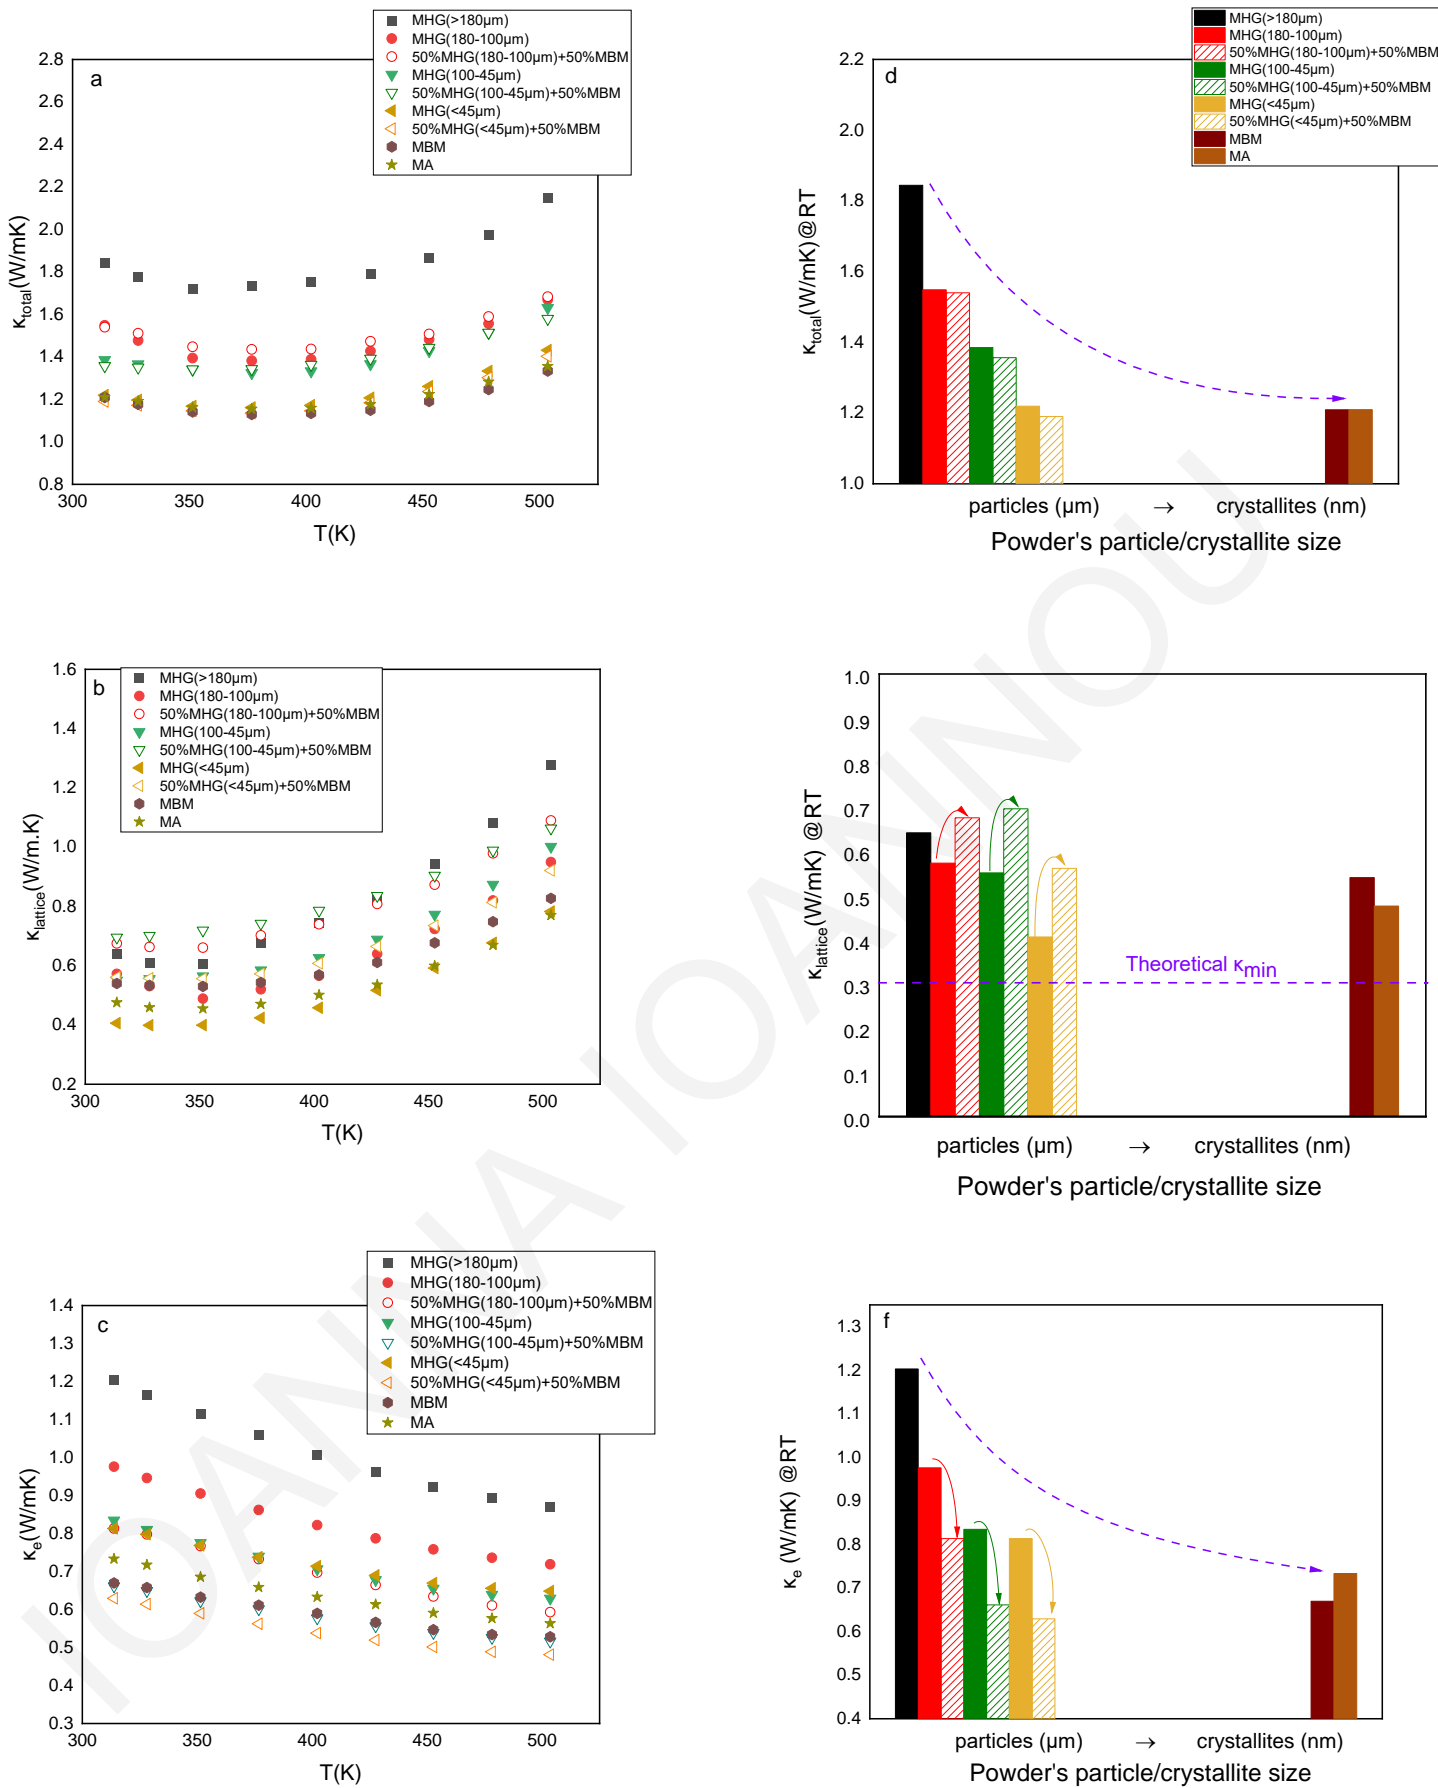 MHG(>180μm)
MHG(180-100μm)
50%MHG(180-100μm)+50%MBM
MHG(100-45μm)
50%MHG(100-45μm)+50%MBM
MHG(<45μm)
50%MHG(<45μm)+50%MBM
MBM
MA
a
2.8
2.6
2.4
2.2
2.0
1.8
1.6
1.4
1.2
1.0
0.8
κtotal(W/mK)
300 350 400 450 500
T(K)
MHG(>180μm)
MHG(180-100μm)
50%MHG(180-100μm)+50%MBM
MHG(100-45μm)
50%MHG(100-45μm)+50%MBM
MHG(<45μm)
50%MHG(<45μm)+50%MBM
MBM
MA
d
2.2
2.0
1.8
1.6
1.4
1.2
1.0
κtotal(W/mK)@RT
particles (μm) → crystallites (nm)
Powder's particle/crystallite size
b
MHG(>180μm)
MHG(180-100μm)
50%MHG(180-100μm)+50%MBM
MHG(100-45μm)
50%MHG(100-45μm)+50%MBM
MHG(<45μm)
50%MHG(<45μm)+50%MBM
MBM
MA
1.6
1.4
1.2
1.0
0.8
0.6
0.4
0.2
κlattice(W/m.K)
300 350 400 450 500
T(K)
1.0
0.9
0.8
0.7
0.6
0.5
0.4
0.3
0.2
0.1
0.0
κlattice(W/mK) @RT
Theoretical κmin
particles (μm) → crystallites (nm)
Powder's particle/crystallite size
MHG(>180μm)
MHG(180-100μm)
50%MHG(180-100μm)+50%MBM
MHG(100-45μm)
50%MHG(100-45μm)+50%MBM
MHG(<45μm)
50%MHG(<45μm)+50%MBM
MBM
MA
c
1.4
1.3
1.2
1.1
1.0
0.9
0.8
0.7
0.6
0.5
0.4
0.3
κe(W/mK)
300 350 400 450 500
T(K)
f
1.3
1.2
1.1
1.0
0.9
0.8
0.7
0.6
0.5
0.4
κe (W/mK) @RT
particles (μm) → crystallites (nm)
Powder's particle/crystallite size
IOANNA IOAINOU